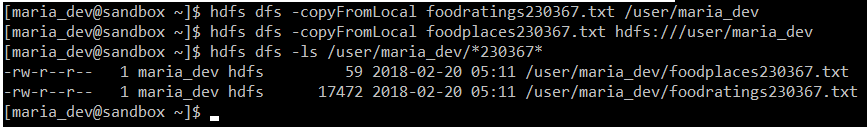 [maria_dev@sandbox ~]$ hdfs dfs -copyFromLocal foodratings230367.txt /user/maria_dev
[maria_dev@sandbox ~]$ hdfs dfs -copyFromLocal foodplaces230367.txt hdfs:///user/maria_dev
[maria_dev@sandbox ~]$ hdfs dfs -ls /user/maria_dev/*230367*
-rw-r--r--   1 maria_dev hdfs         59 2018-02-20 05:11 /user/maria_dev/foodplaces230367.txt
-rw-r--r--   1 maria_dev hdfs      17472 2018-02-20 05:11 /user/maria_dev/foodratings230367.txt
[maria_dev@sandbox ~]$